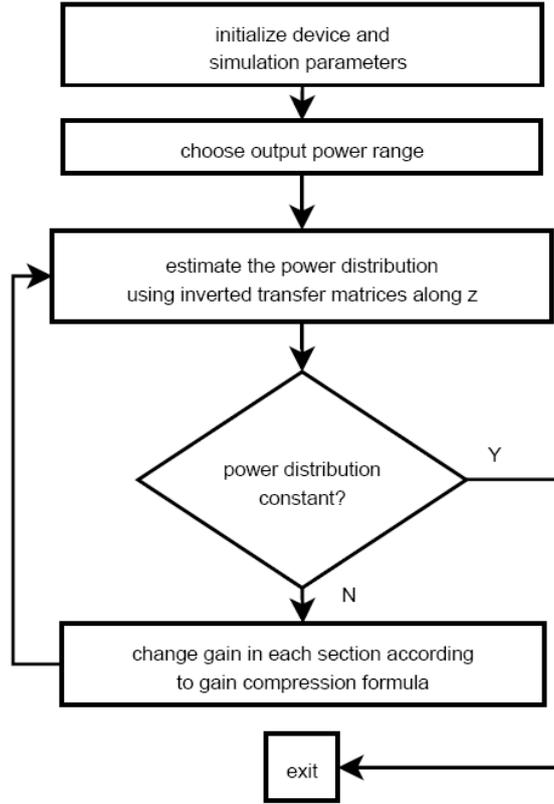 initialize device and
simulation parameters
choose output power range
estimate the power distribution
using inverted transfer matrices along z
power distribution
constant?
Y
N
change gain in each section according
to gain compression formula
exit